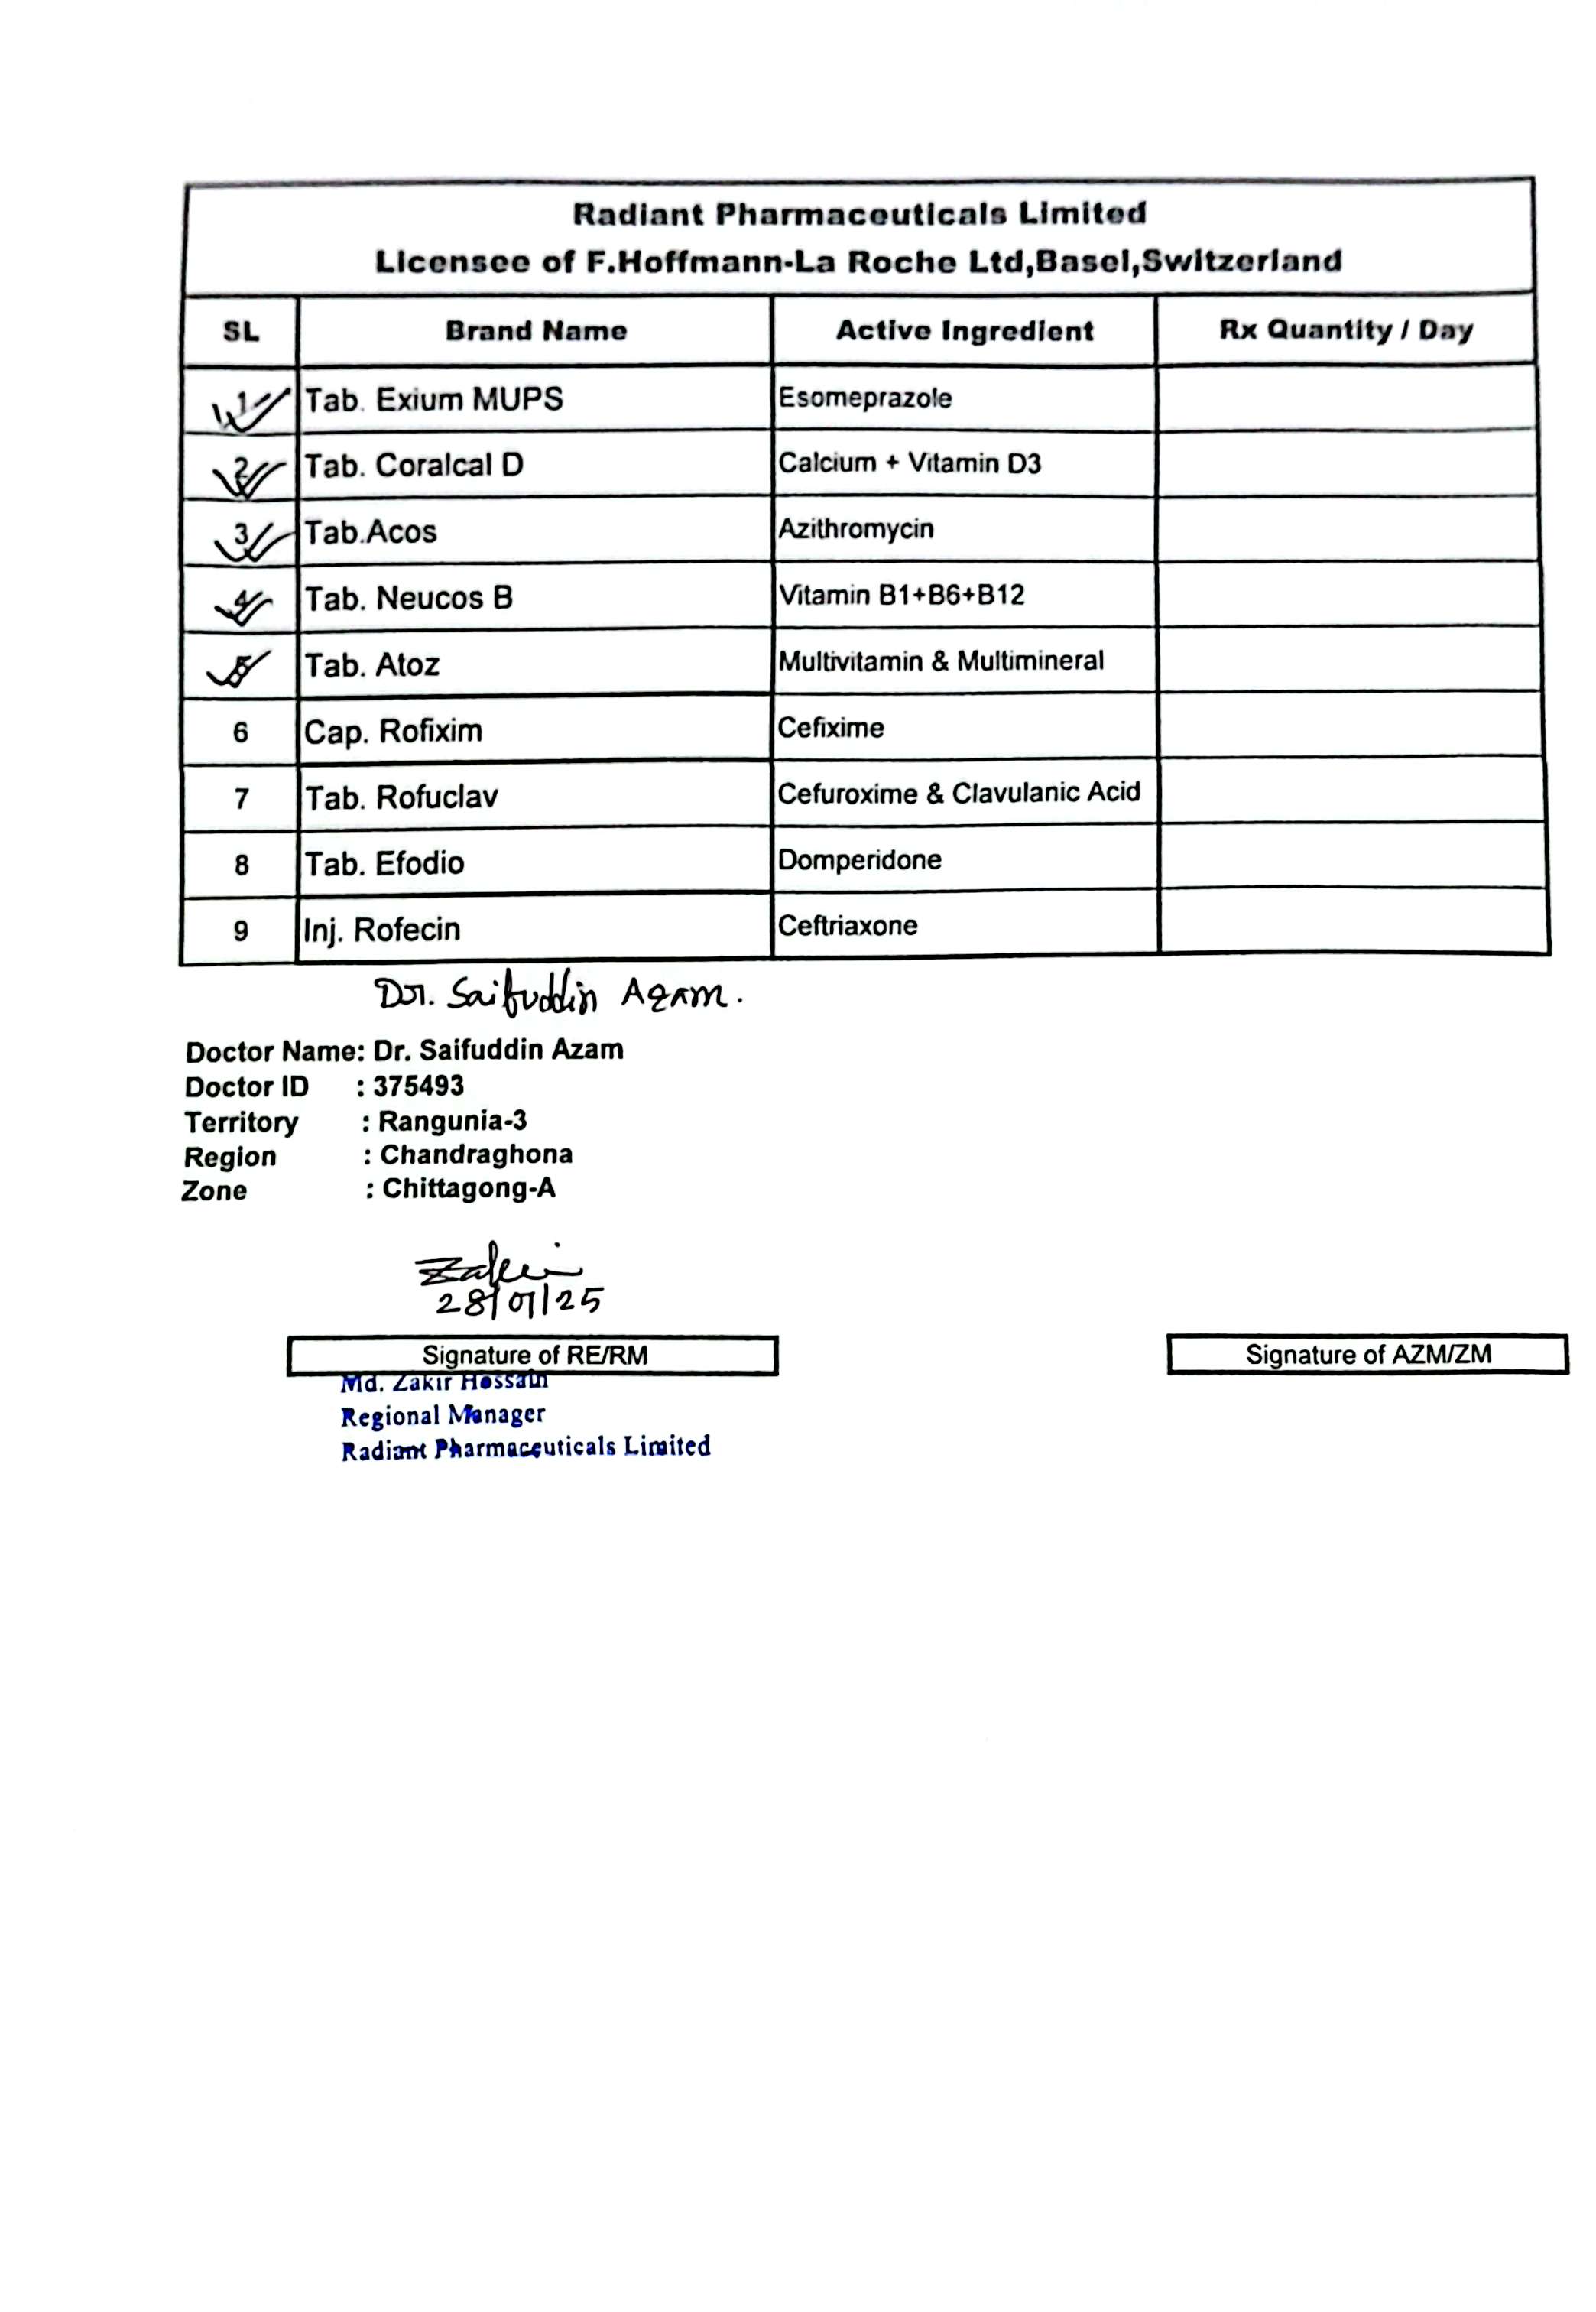 Radiant Pharmaceuticals Limited
Licensee of F.Hoffmann-La Roche Ltd,Basel,Switzerland
SL Brand Name Active Ingredient Rx Quantity / Day
1 Tab. Exium MUPS Esomeprazole
2 Tab. Coralcal D Calcium + Vitamin D3
3 Tab.Acos Azithromycin
4 Tab. Neucos B Vitamin B1+B6+B12
5 Tab. Atoz Multivitamin & Multimineral
6 Cap. Rofixim Cefixime
7 Tab. Rofuclav Cefuroxime & Clavulanic Acid
8 Tab. Efodio Domperidone
9 Inj. Rofecin Ceftriaxone
Dr. Saifuddin Azam.
Doctor Name: Dr. Saifuddin Azam
Doctor ID : 375493
Territory : Rangunia-3
Region : Chandraghona
Zone : Chittagong-A
Zakir
28/07/25
Signature of RE/RM Signature of AZM/ZM
Md. Zakir Hossain
Regional Manager
Radiant Pharmaceuticals Limited